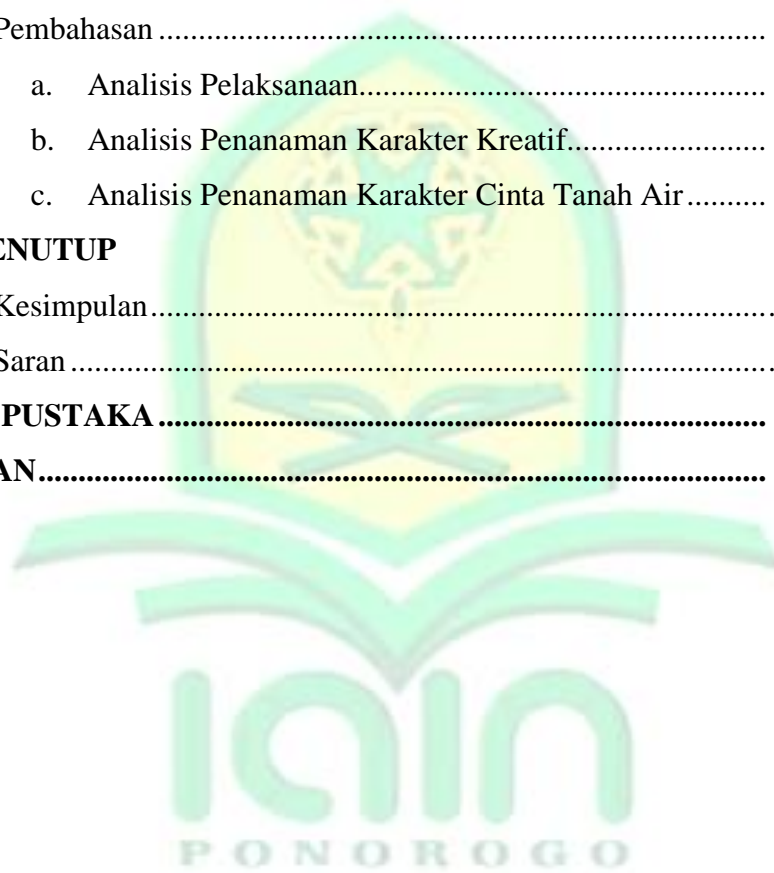 Pembahasan ........................................................................
a. Analisis Pelaksanaan................................................
b. Analisis Penanaman Karakter Kreatif.......................
c. Analisis Penanaman Karakter Cinta Tanah Air ..........
ENUTUP
Kesimpulan.........................................................................
Saran ..................................................................................
PUSTAKA .........................................................................
AN.......................................................................................
iain
PONOROGO